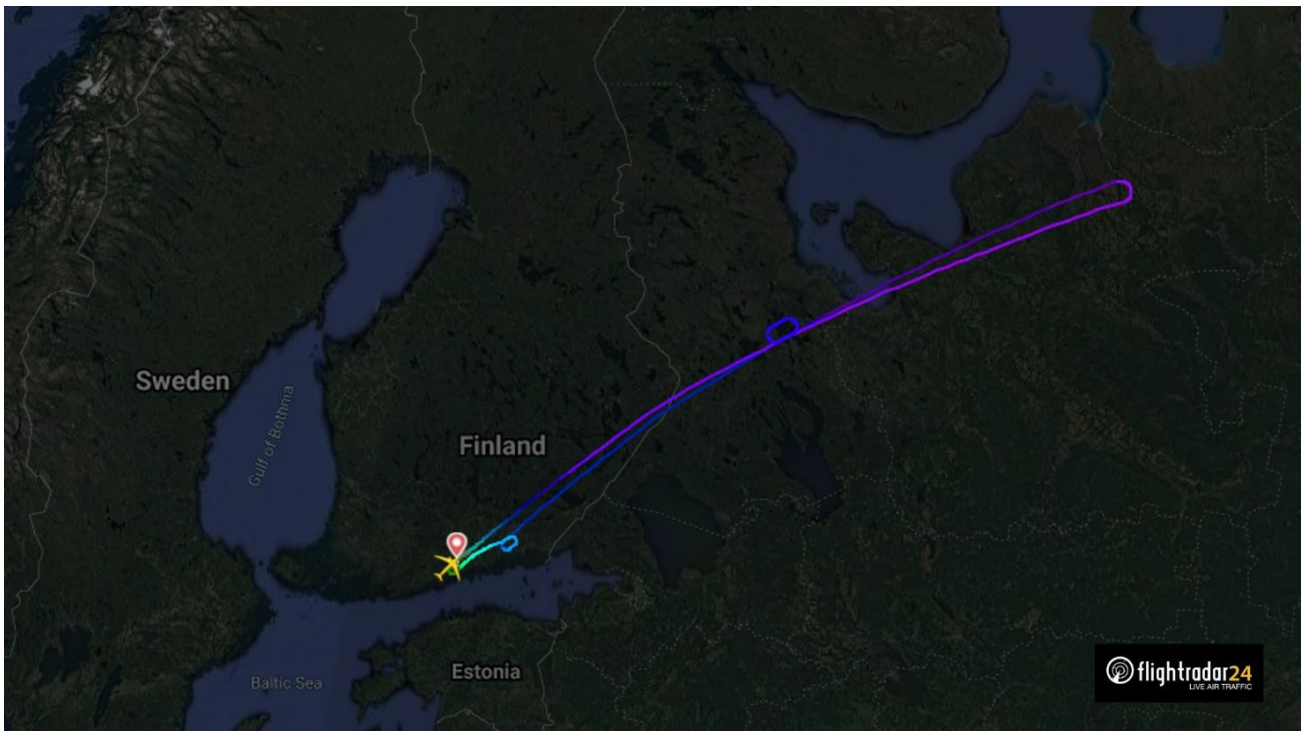 Sweden
Gulf of Bothnia
Finland
Estonia
Baltic Sea
flightradar24
LIVE AIR TRAFFIC